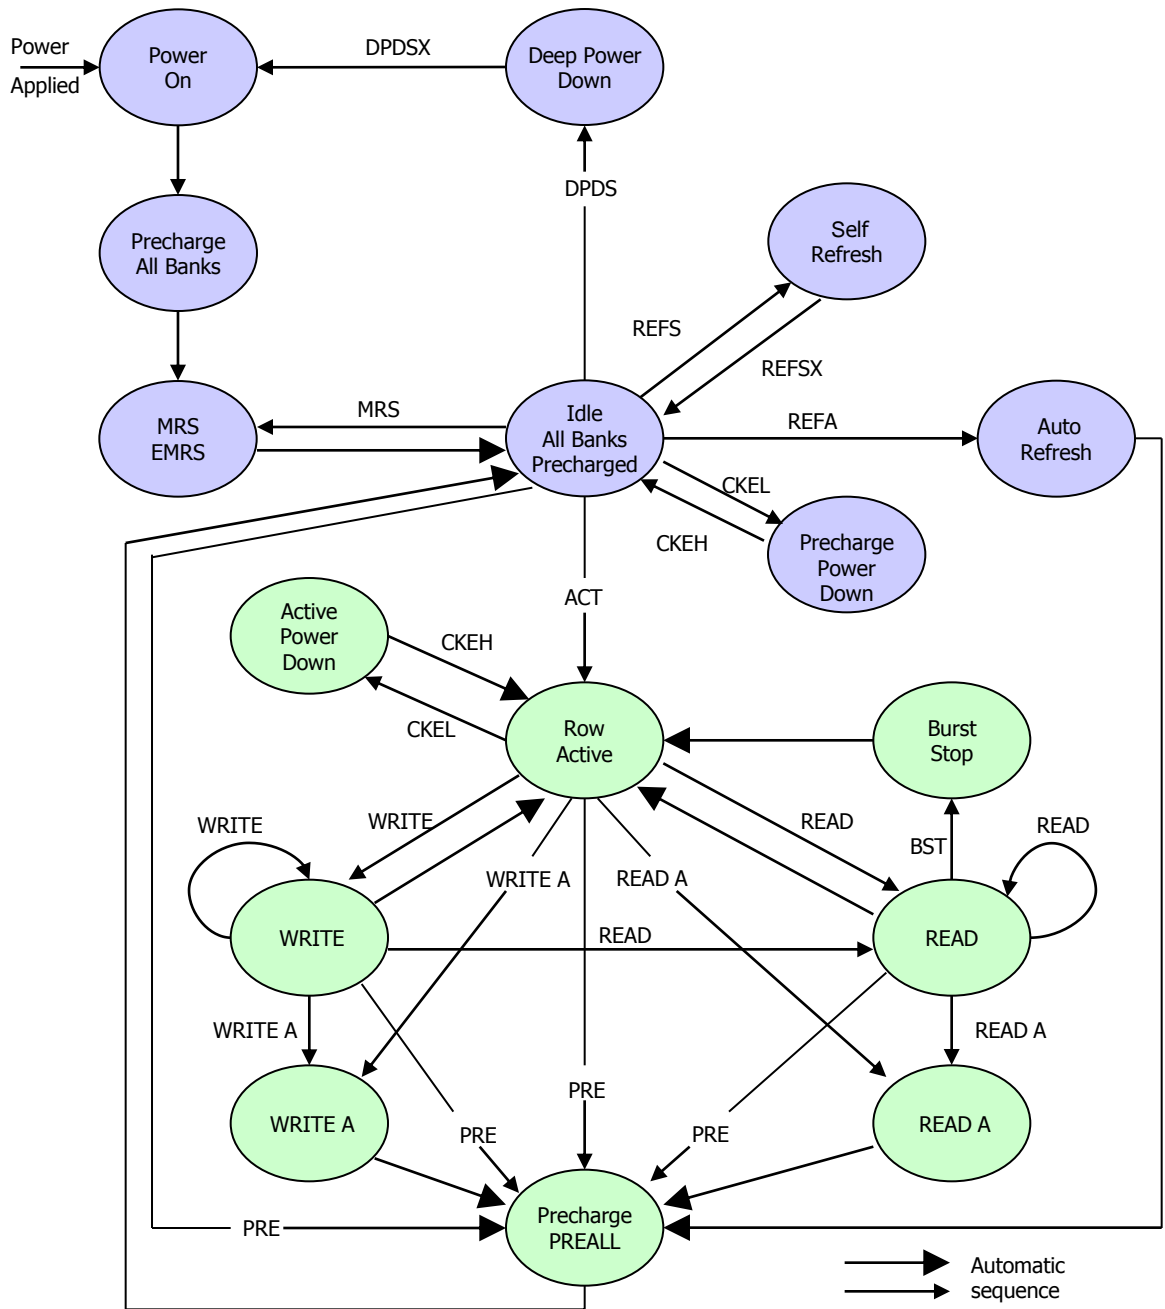 Power
Applied
Power
On
DPDSX
Deep Power
Down
DPDS
Precharge
All Banks
Self
Refresh
REFS
REFSX
MRS
EMRS
MRS
Idle
All Banks
Precharged
REFA
Auto
Refresh
CKEL
CKEH
Precharge
Power
Down
ACT
Active
Power
Down
CKEH
CKEL
Row
Active
Burst
Stop
WRITE
WRITE
READ
BST
READ
WRITE A
READ A
WRITE
READ
READ
WRITE A
READ A
WRITE A
PRE
PRE
PRE
READ A
PRE
Precharge
PREALL
Automatic
sequence